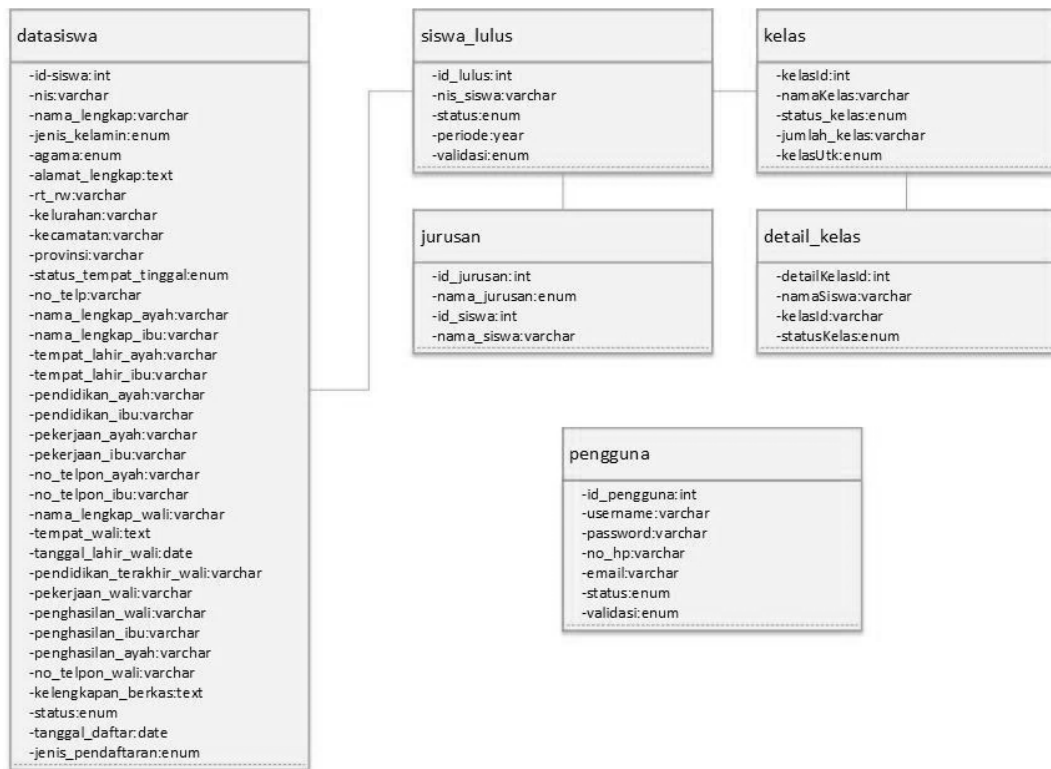 datasiswa
-id-siswa:int
-nis:varchar
-nama_lengkap:varchar
-jenis_kelamin:enum
-agama:enum
-alamat_lengkap:text
-rt_rw:varchar
-kelurahan:varchar
-kecamatan:varchar
-provinsi:varchar
-status_tempat_tinggal:enum
-no_telp:varchar
-nama_lengkap_ayah:varchar
-nama_lengkap_ibu:varchar
-tempat_lahir_ayah:varchar
-tempat_lahir_ibu:varchar
-pendidikan_ayah:varchar
-pendidikan_ibu:varchar
-pekerjaan_ayah:varchar
-pekerjaan_ibu:varchar
-no_telpon_ayah:varchar
-no_telpon_ibu:varchar
-nama_lengkap_wali:varchar
-tempat_wali:text
-tanggal_lahir_wali:date
-pendidikan_terakhir_wali:varchar
-pekerjaan_wali:varchar
-penghasilan_wali:varchar
-penghasilan_ibu:varchar
-penghasilan_ayah:varchar
-no_telpon_wali:varchar
-kelengkapan_berkas:text
-status:enum
-tanggal_daftar:date
-jenis_pendaftaran:enum
siswa_lulus
-id_lulus:int
-nis_siswa:varchar
-status:enum
-periode:year
-validasi:enum
kelas
-kelasId:int
-namaKelas:varchar
-status_kelas:enum
-jumlah_kelas:varchar
-kelasUtk:enum
jurusan
-id_jurusan:int
-nama_jurusan:enum
-id_siswa:int
-nama_siswa:varchar
detail_kelas
-detailKelasId:int
-namaSiswa:varchar
-kelasId:varchar
-statusKelas:enum
pengguna
-id_pengguna:int
-username:varchar
-password:varchar
-no_hp:varchar
-email:varchar
-status:enum
-validasi:enum